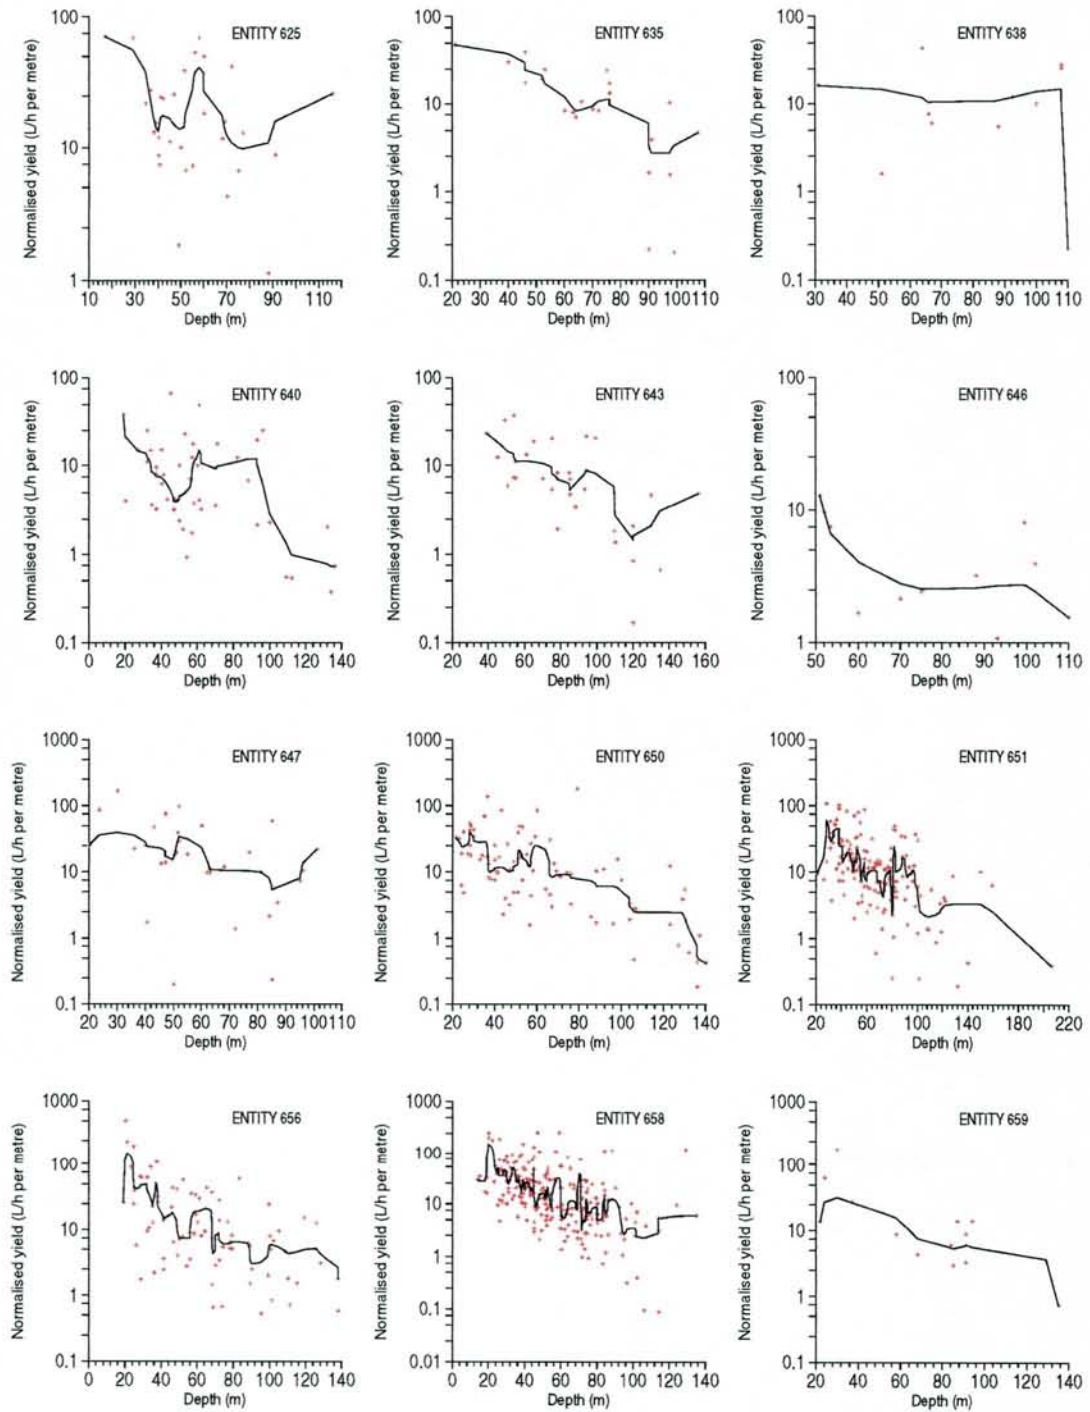 ENTITY 625
Normalised yield (L/h per metre)
100
10
1
10 30 50 70 90 110
Depth (m)
ENTITY 635
Normalised yield (L/h per metre)
100
10
1
0.1
20 30 40 50 60 70 80 90 100 110
Depth (m)
ENTITY 638
Normalised yield (L/h per metre)
100
10
1
0.1
30 40 50 60 70 80 90 100 110
Depth (m)
ENTITY 640
Normalised yield (L/h per metre)
100
10
1
0.1
0 20 40 60 80 100 120 140
Depth (m)
ENTITY 643
Normalised yield (L/h per metre)
100
10
1
0.1
20 40 60 80 100 120 140 160
Depth (m)
ENTITY 646
Normalised yield (L/h per metre)
100
10
1
50 60 70 80 90 100 110
Depth (m)
ENTITY 647
Normalised yield (L/h per metre)
1000
100
10
1
0.1
20 30 40 50 60 70 80 90 100 110
Depth (m)
ENTITY 650
Normalised yield (L/h per metre)
1000
100
10
1
0.1
20 40 60 80 100 120 140
Depth (m)
ENTITY 651
Normalised yield (L/h per metre)
1000
100
10
1
0.1
20 60 100 140 180 220
Depth (m)
ENTITY 656
Normalised yield (L/h per metre)
1000
100
10
1
0.1
0 20 40 60 80 100 120 140
Depth (m)
ENTITY 658
Normalised yield (L/h per metre)
1000
100
10
1
0.1
0.01
0 20 40 60 80 100 120 140
Depth (m)
ENTITY 659
Normalised yield (L/h per metre)
1000
100
10
1
0.1
20 40 60 80 100 120 140
Depth (m)